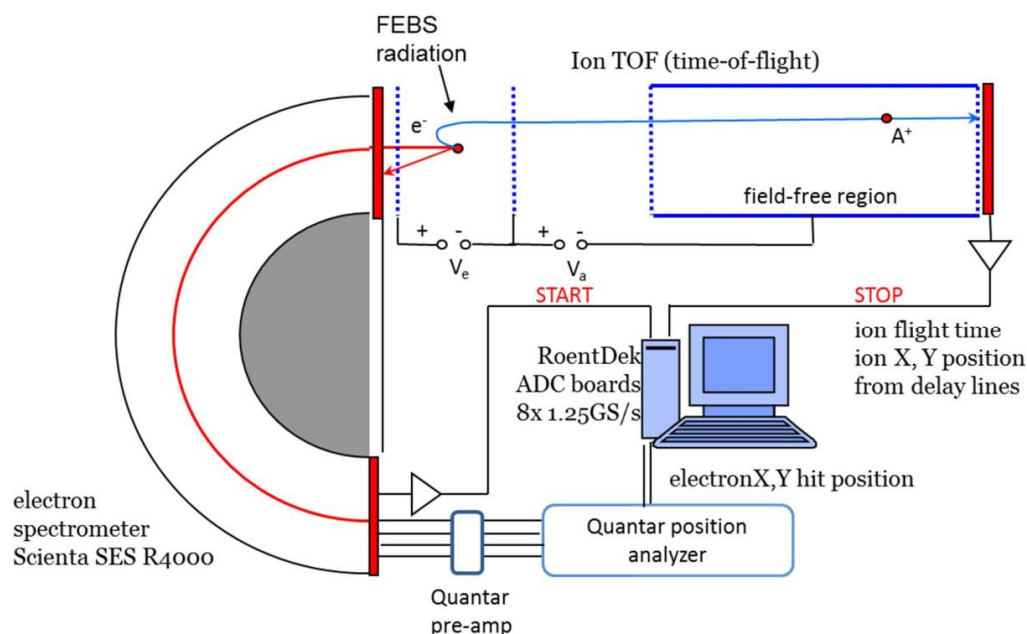 FEBS
radiation
Ion TOF (time-of-flight)
e-
A+
field-free region
+ -
+ -
Ve
Va
START
STOP
RoentDek
ADC boards
8x 1.25GS/s
ion flight time
ion X, Y position
from delay lines
electronX,Y hit position
electron
spectrometer
Scienta SES R4000
Quantar position
analyzer
Quantar
pre-amp